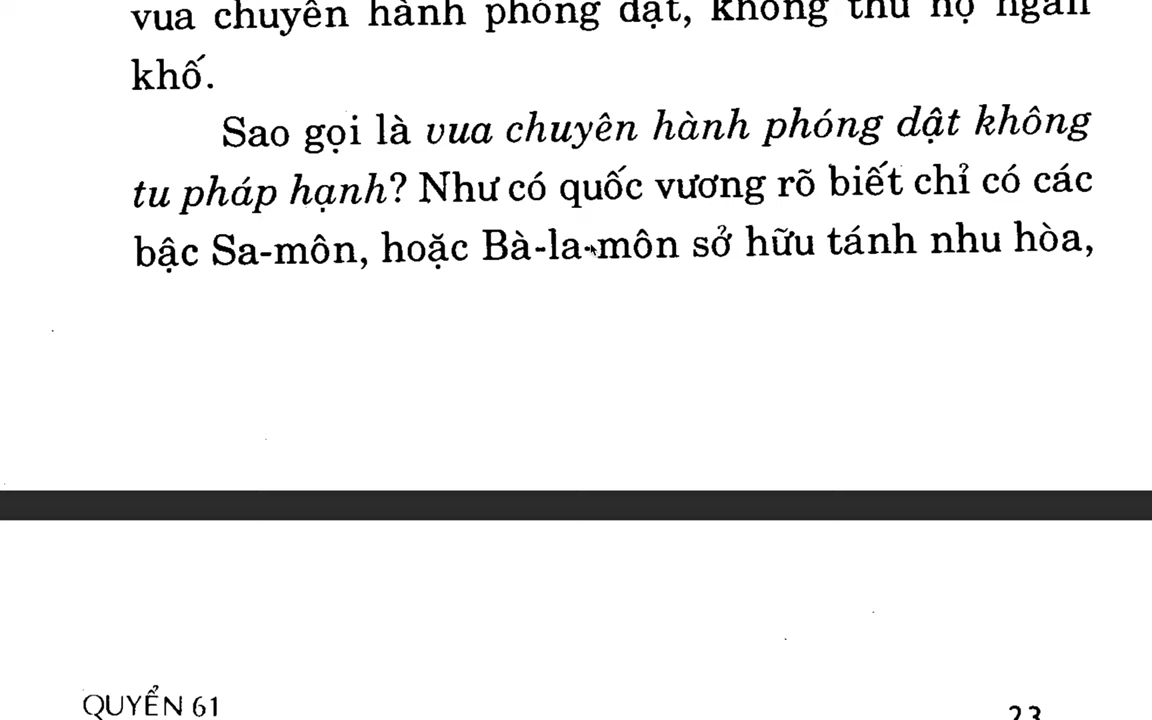 vua chuyên hành phóng dật, không thu hộ ngân
khố.
Sao gọi là vua chuyên hành phóng dật không
tu pháp hạnh? Như có quốc vương rõ biết chỉ có các
bậc Sa-môn, hoặc Bà-la-môn sở hữu tánh nhu hòa,
QUYỂN 61
23